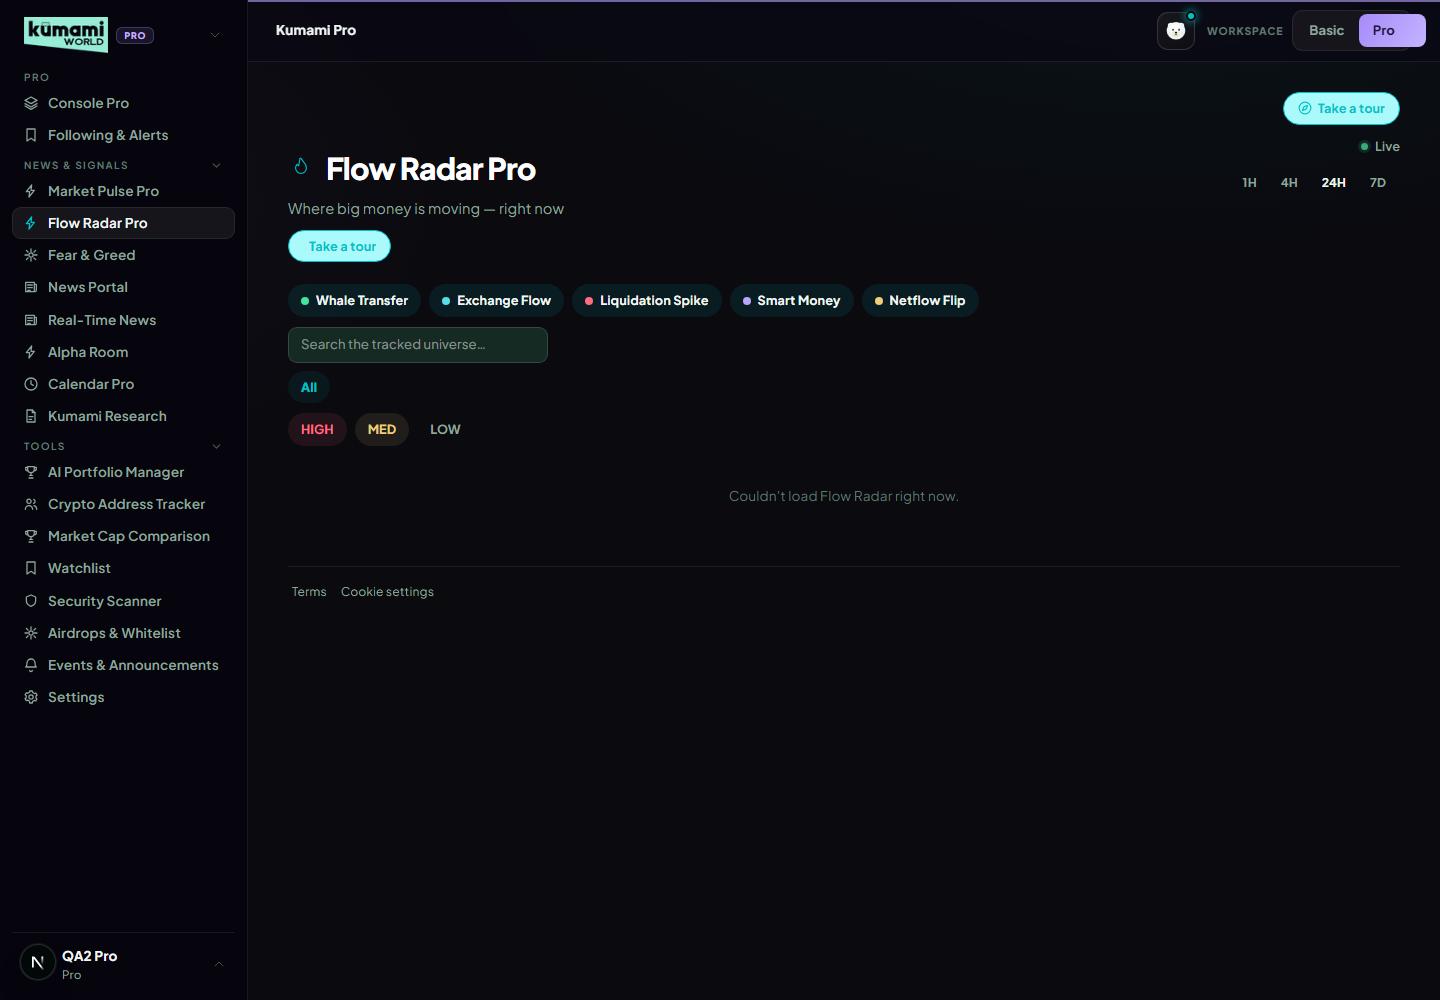 kumami
WORLD
PRO
PRO
Console Pro
Following & Alerts
NEWS & SIGNALS
Market Pulse Pro
Flow Radar Pro
Fear & Greed
News Portal
Real-Time News
Alpha Room
Calendar Pro
Kumami Research
TOOLS
AI Portfolio Manager
Crypto Address Tracker
Market Cap Comparison
Watchlist
Security Scanner
Airdrops & Whitelist
Events & Announcements
Settings
N
QA2 Pro
Pro
Kumami Pro
WORKSPACE
Basic Pro
Take a tour
Live
Flow Radar Pro
1H 4H 24H 7D
Where big money is moving — right now
Take a tour
Whale Transfer Exchange Flow Liquidation Spike Smart Money Netflow Flip
Search the tracked universe…
All
HIGH MED LOW
Couldn't load Flow Radar right now.
Terms Cookie settings